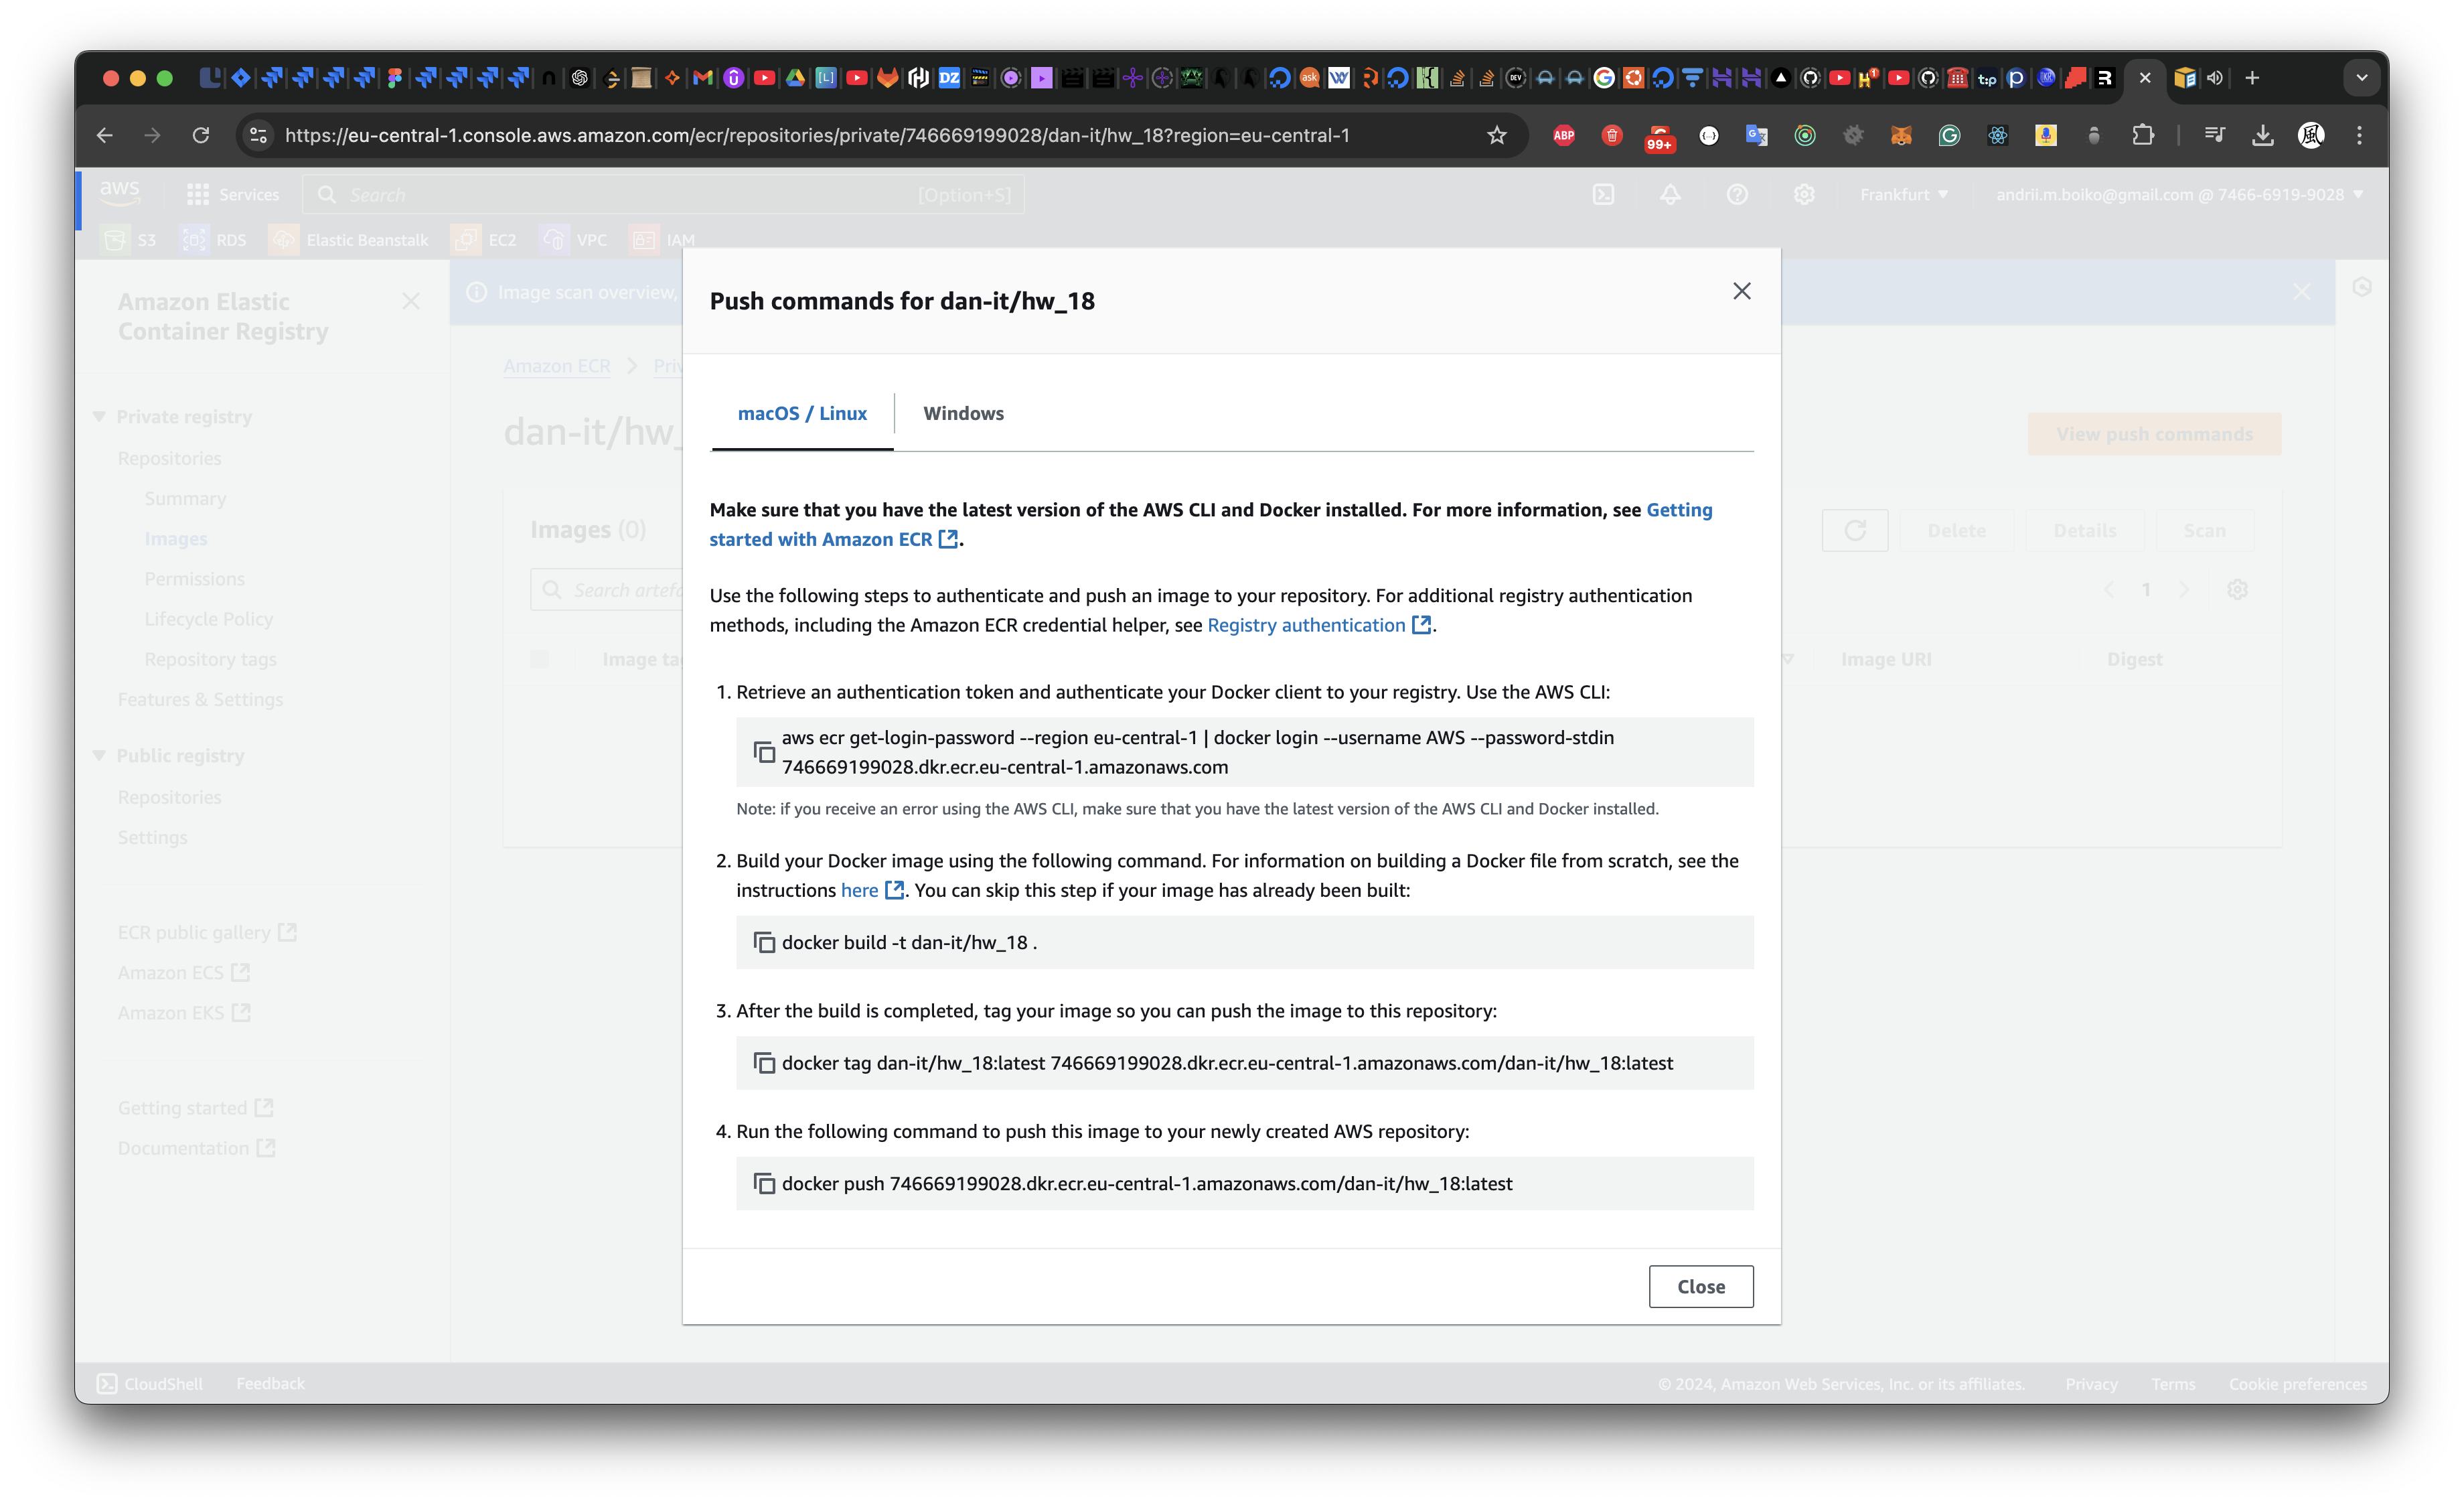 https://eu-central-1.console.aws.amazon.com/ecr/repositories/private/746669199028/dan-it/hw_18?region=eu-central-1
ABP
99+
aws
Services
Search
[Option+S]
Frankfurt
andrii.m.boiko@gmail.com @ 7466-6919-9028
S3
RDS
Elastic Beanstalk
EC2
VPC
IAM
Amazon Elastic
Container Registry
Private registry
Repositories
Summary
Images
Permissions
Lifecycle Policy
Repository tags
Features & Settings
Public registry
Repositories
Settings
ECR public gallery
Amazon ECS
Amazon EKS
Getting started
Documentation
Image scan overview,
Amazon ECR
dan-it/hw_
View push commands
Images (0)
Delete
Details
Scan
1
Image URI
Digest
Push commands for dan-it/hw_18
macOS / Linux
Windows
Make sure that you have the latest version of the AWS CLI and Docker installed. For more information, see Getting
started with Amazon ECR.
Use the following steps to authenticate and push an image to your repository. For additional registry authentication
methods, including the Amazon ECR credential helper, see Registry authentication.
1. Retrieve an authentication token and authenticate your Docker client to your registry. Use the AWS CLI:
aws ecr get-login-password --region eu-central-1 | docker login --username AWS --password-stdin
746669199028.dkr.ecr.eu-central-1.amazonaws.com
Note: if you receive an error using the AWS CLI, make sure that you have the latest version of the AWS CLI and Docker installed.
2. Build your Docker image using the following command. For information on building a Docker file from scratch, see the
instructions here. You can skip this step if your image has already been built:
docker build -t dan-it/hw_18 .
3. After the build is completed, tag your image so you can push the image to this repository:
docker tag dan-it/hw_18:latest 746669199028.dkr.ecr.eu-central-1.amazonaws.com/dan-it/hw_18:latest
4. Run the following command to push this image to your newly created AWS repository:
docker push 746669199028.dkr.ecr.eu-central-1.amazonaws.com/dan-it/hw_18:latest
Close
CloudShell
Feedback
© 2024, Amazon Web Services, Inc. or its affiliates.
Privacy
Terms
Cookie preferences